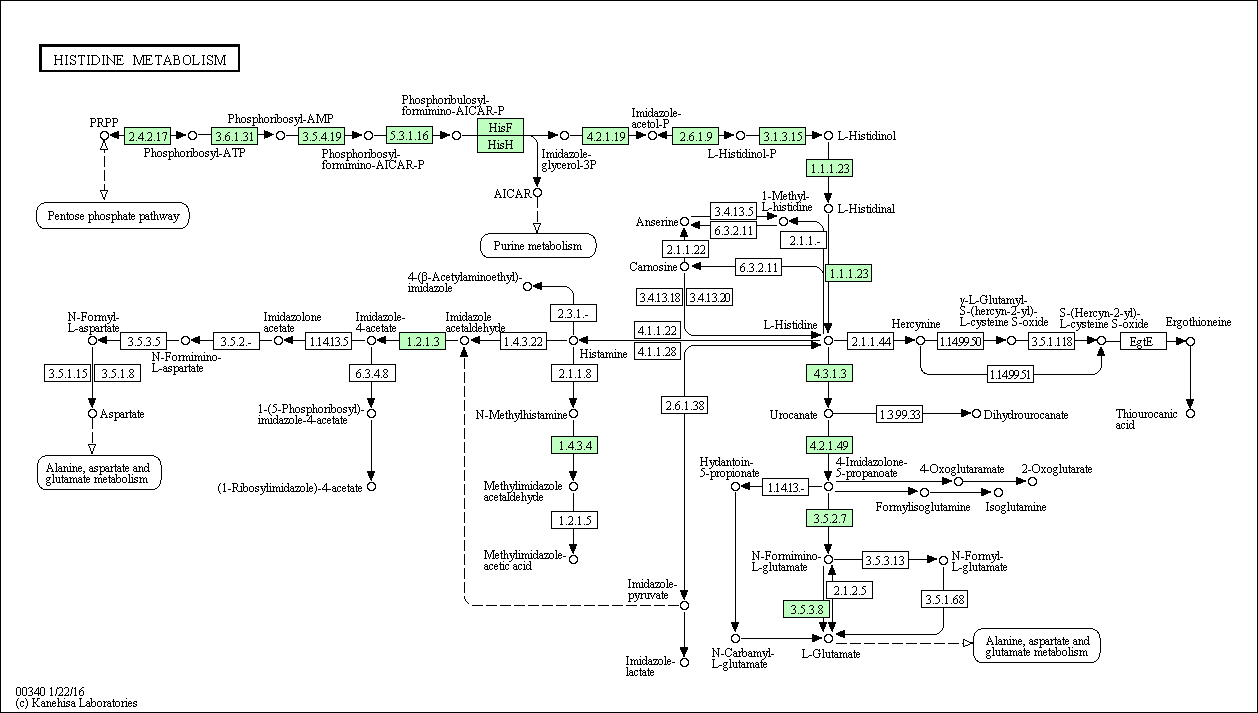 HISTIDINE METABOLISM
PRPP
2.4.2.17
Phosphoribosyl-ATP
3.6.1.31
Phosphoribosyl-AMP
3.5.4.19
Phosphoribosyl-
formimino-AICAR-P
5.3.1.16
Phosphoribulosyl-
formimino-AICAR-P
HisF
HisH
Imidazole-
glycerol-3P
4.2.1.19
Imidazole-
acetol-P
2.6.1.9
L-Histidinol-P
3.1.3.15
L-Histidinol
1.1.1.23
L-Histidinal
Pentose phosphate pathway
AICAR
Purine metabolism
1-Methyl-
L-histidine
Anserine
3.4.13.5
6.3.2.11
2.1.1.-
2.1.1.22
Carnosine
6.3.2.11
1.1.1.23
3.4.13.18
3.4.13.20
4-(β-Acetylaminoethyl)-
imidazole
2.3.1.-
N-Formyl-
L-aspartate
3.5.3.5
N-Formimino-
L-aspartate
3.5.2.-
Imidazolone
acetate
1.14.13.5
Imidazole-
4-acetate
1.2.1.3
Imidazole
acetaldehyde
1.4.3.22
Histamine
4.1.1.22
4.1.1.28
L-Histidine
2.1.1.44
Hercynine
1.14.99.50
γ-L-Glutamyl-
S-(hercyn-2-yl)-
L-cysteine S-oxide
3.5.1.118
S-(Hercyn-2-yl)-
L-cysteine S-oxide
EgtE
Ergothioneine
1.14.99.51
3.5.1.15
3.5.1.8
6.3.4.8
2.1.1.8
4.3.1.3
2.6.1.38
Aspartate
1-(5-Phosphoribosyl)-
imidazole-4-acetate
N-Methylhistamine
Urocanate
1.3.99.33
Dihydrourocanate
Thiourocanic
acid
1.4.3.4
4.2.1.49
Alanine, aspartate and
glutamate metabolism
(1-Ribosylimidazole)-4-acetate
Methylimidazole
acetaldehyde
Hydantoin-
5-propionate
1.14.13.-
4-Imidazolone-
5-propanoate
4-Oxoglutaramate
2-Oxoglutarate
Formylisoglutamine
Isoglutamine
1.2.1.5
3.5.2.7
Methylimidazole-
acetic acid
N-Formimino-
L-glutamate
3.5.3.13
N-Formyl-
L-glutamate
Imidazole-
pyruvate
2.1.2.5
3.5.3.8
3.5.1.68
N-Carbamyl-
L-glutamate
L-Glutamate
Alanine, aspartate and
glutamate metabolism
Imidazole-
lactate
00340 1/22/16
(c) Kanehisa Laboratories